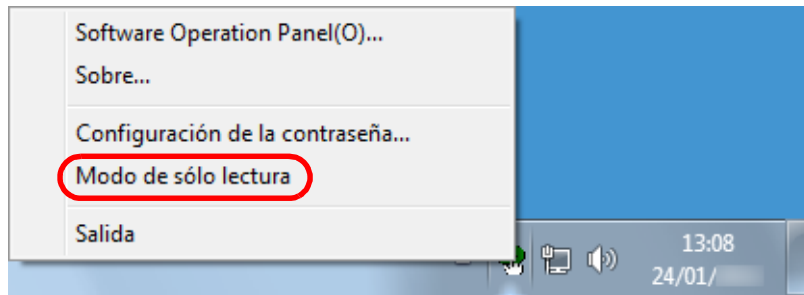 Software Operation Panel(O)...
Sobre...
Configuración de la contraseña...
Modo de sólo lectura
Salida
13:08
24/01/